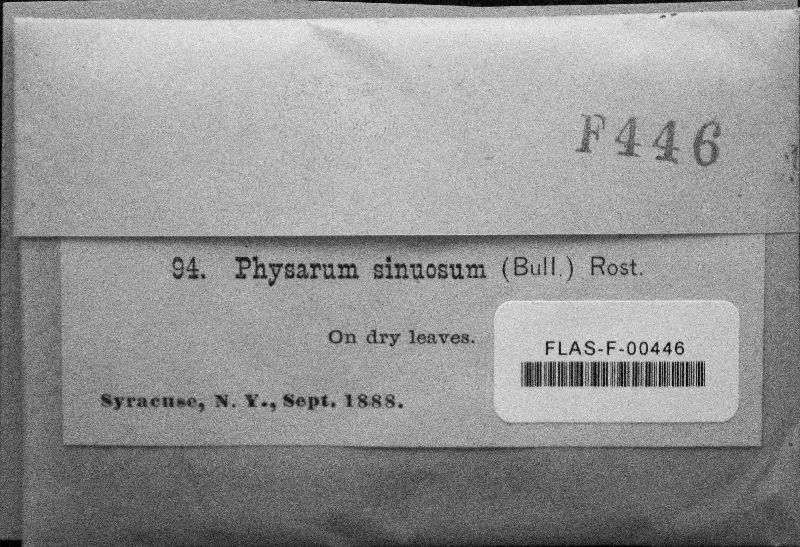 F446
94. Physarum sinuosum (Bull.) Rost.
On dry leaves.
FLAS-F-00446
Syracuse, N. Y., Sept. 1888.